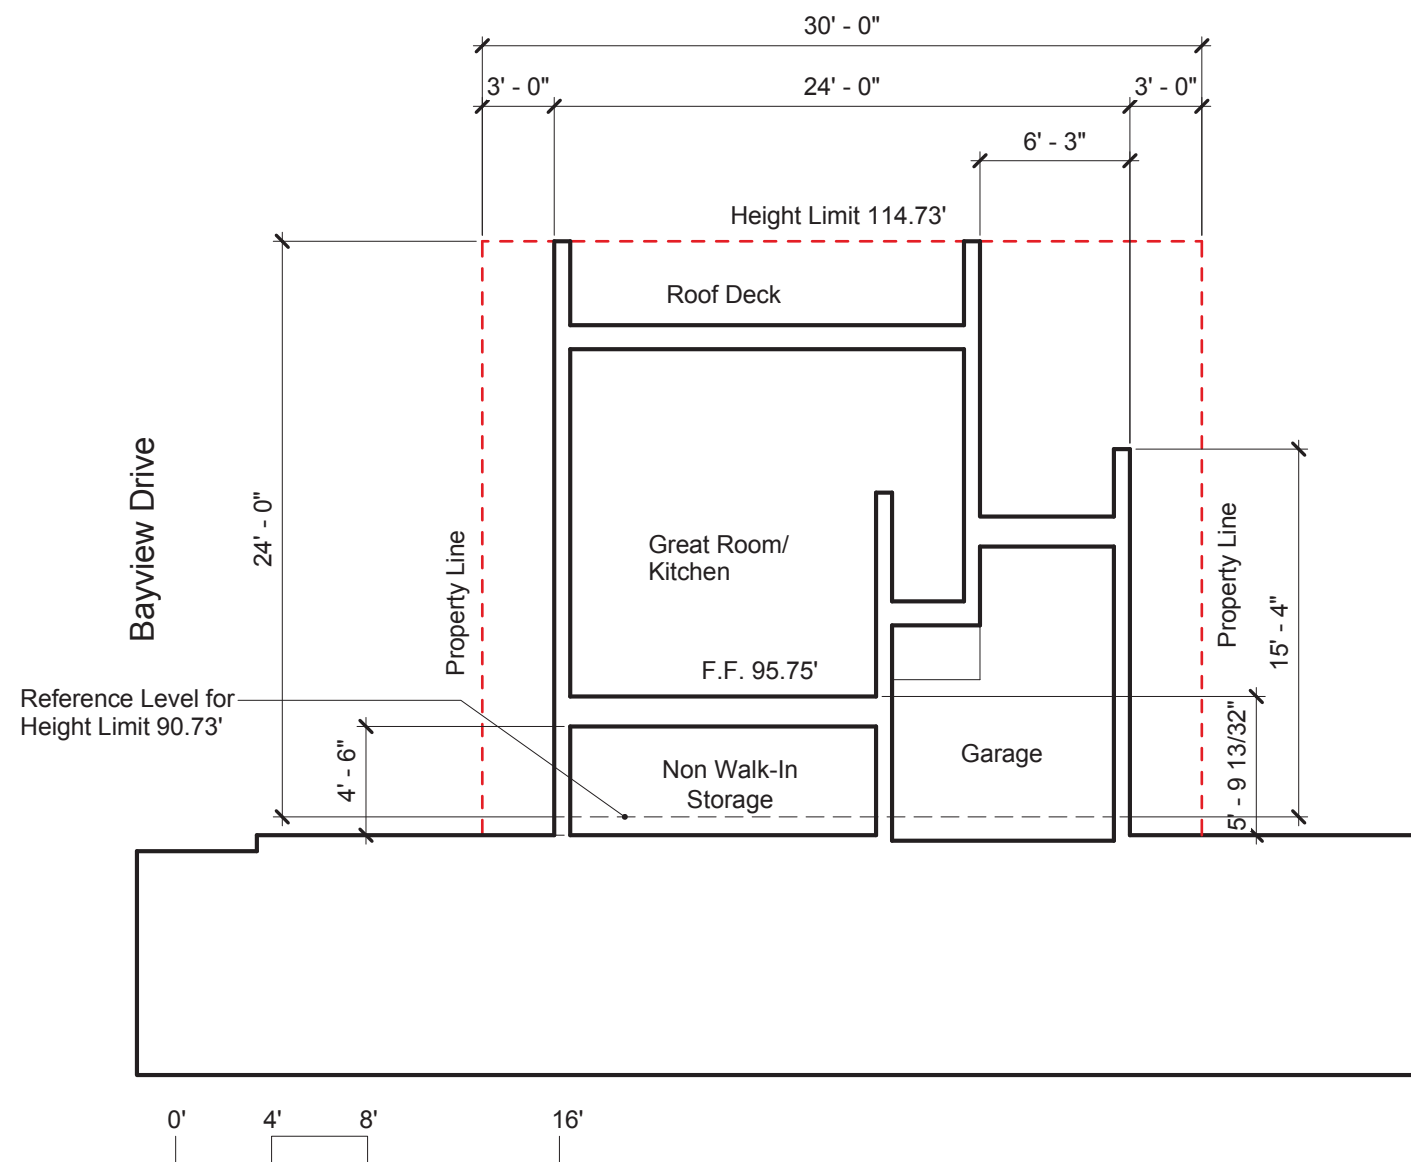 30' - 0"
3' - 0"
24' - 0"
3' - 0"
6' - 3"
Height Limit 114.73'
Roof Deck
Bayview Drive
24' - 0"
Property Line
Great Room/
Kitchen
Property Line
15' - 4"
F.F. 95.75'
Reference Level for
Height Limit 90.73'
4' - 6"
Non Walk-In
Storage
Garage
5' - 9 13/32"
0' 4' 8' 16'